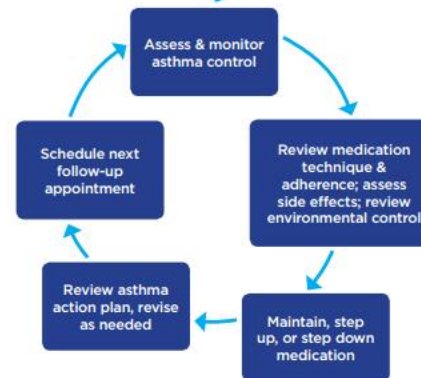 Assess & monitor
asthma control
Review medication
technique &
adherence; assess
side effects; review
environmental control
Maintain, step
up, or step down
medication
Review asthma
action plan, revise
as needed
Schedule next
follow-up
appointment